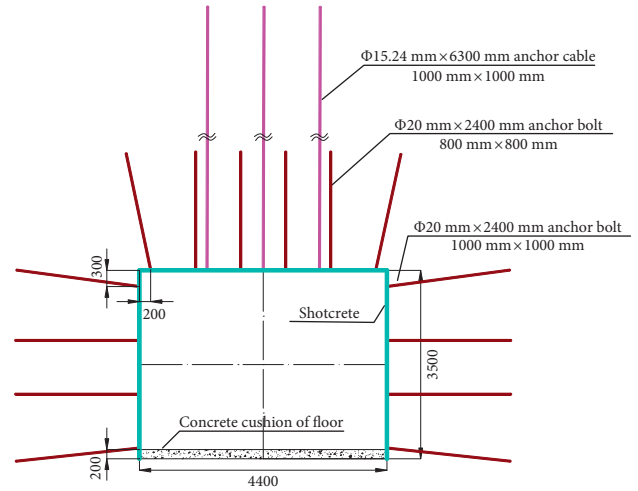 Φ15.24 mm×6300 mm anchor cable
1000 mm×1000 mm
Φ20 mm×2400 mm anchor bolt
800 mm×800 mm
Φ20 mm×2400 mm anchor bolt
1000 mm×1000 mm
300
200
Shotcrete
3500
Concrete cushion of floor
200
4400